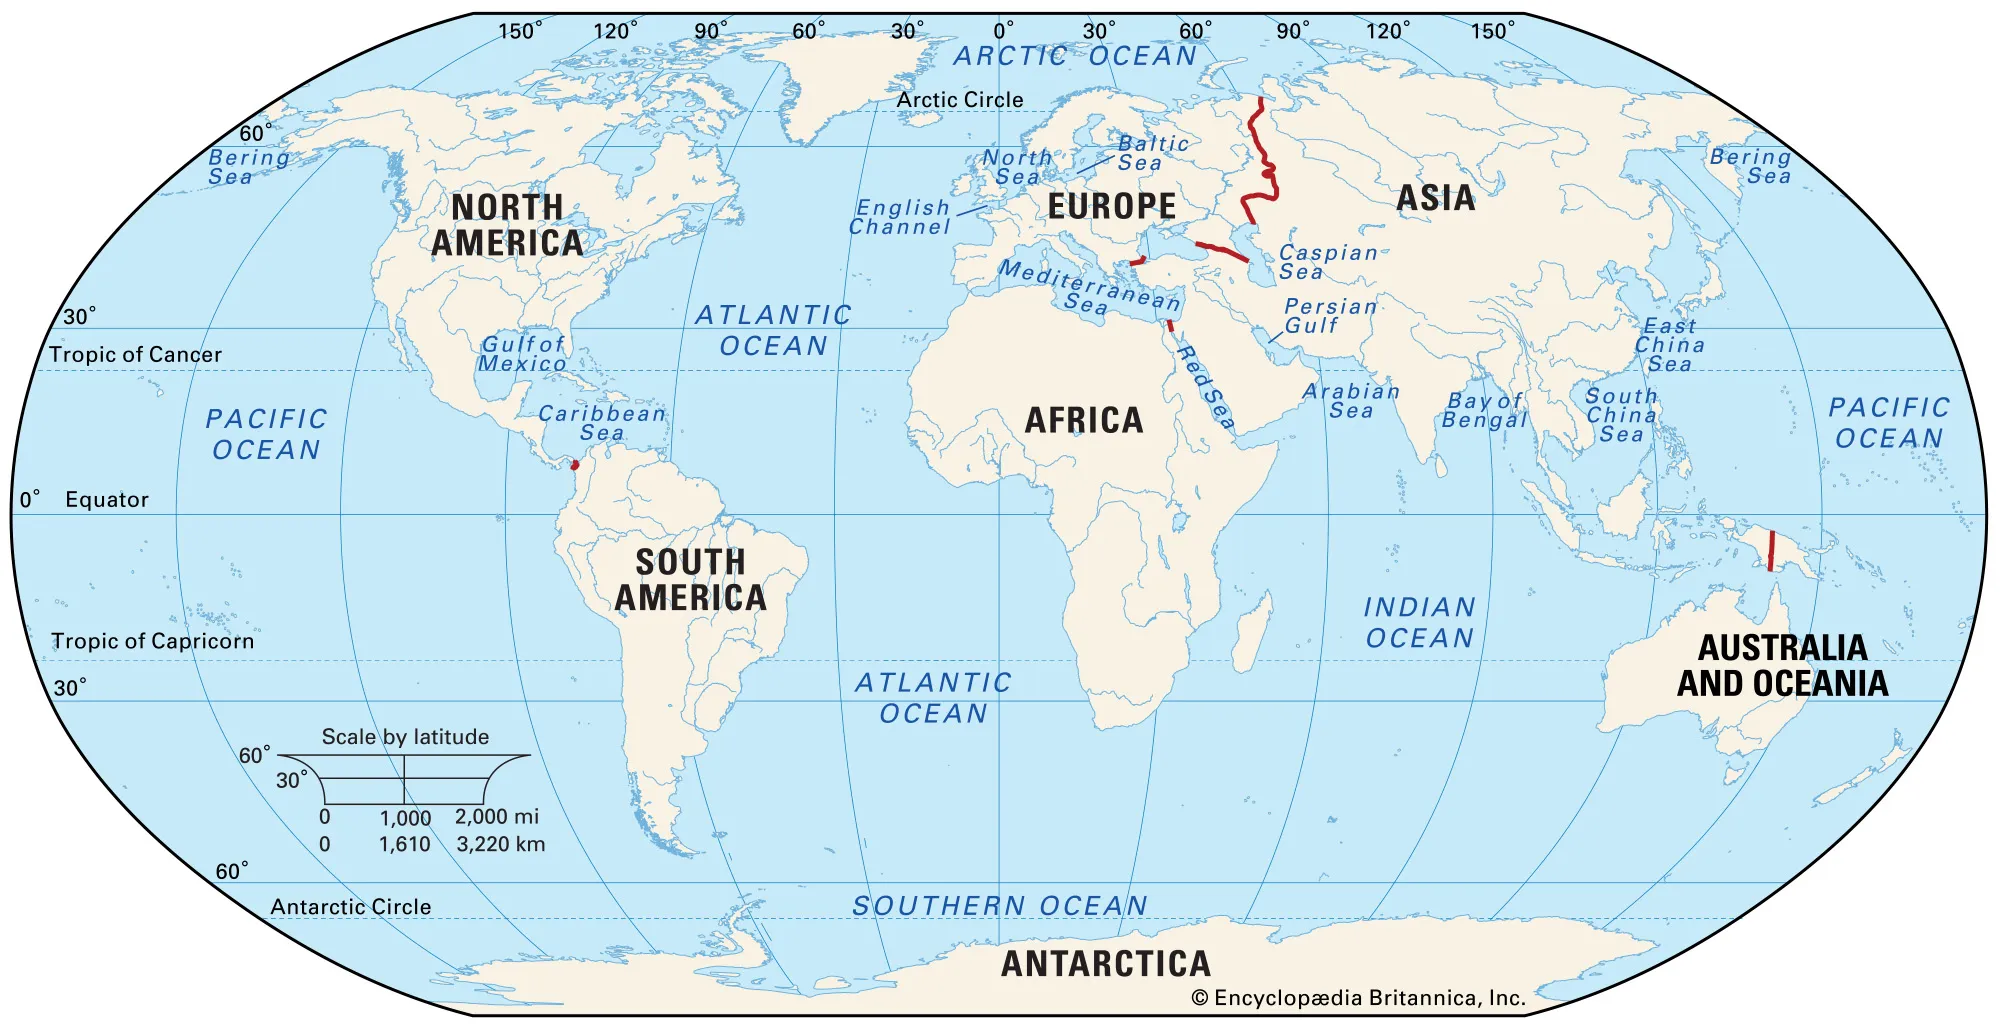 150°
120°
90°
60°
30°
0°
30°
60°
90°
120°
150°
ARCTIC OCEAN
Arctic Circle
60°
Bering
Sea
North
Sea
Baltic
Sea
Bering
Sea
NORTH
AMERICA
English
Channel
EUROPE
ASIA
Caspian
Sea
Mediterranean
Sea
30°
ATLANTIC
OCEAN
Persian
Gulf
East
China
Sea
Tropic of Cancer
Gulf of
Mexico
Red Sea
Arabian
Sea
Bay of
Bengal
South
China
Sea
PACIFIC
OCEAN
Caribbean
Sea
AFRICA
PACIFIC
OCEAN
0°
Equator
SOUTH
AMERICA
INDIAN
OCEAN
Tropic of Capricorn
AUSTRALIA
AND OCEANIA
30°
ATLANTIC
OCEAN
Scale by latitude
60°
30°
0
1,000
2,000 mi
0
1,610
3,220 km
60°
Antarctic Circle
SOUTHERN OCEAN
ANTARCTICA
© Encyclopædia Britannica, Inc.